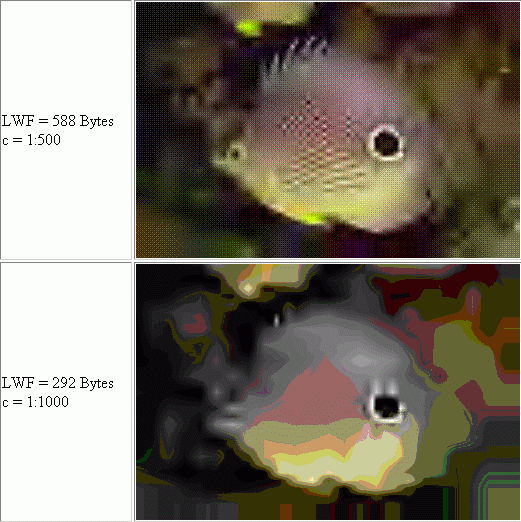 LWF = 588 Bytes
c = 1:500
LWF = 292 Bytes
c = 1:1000